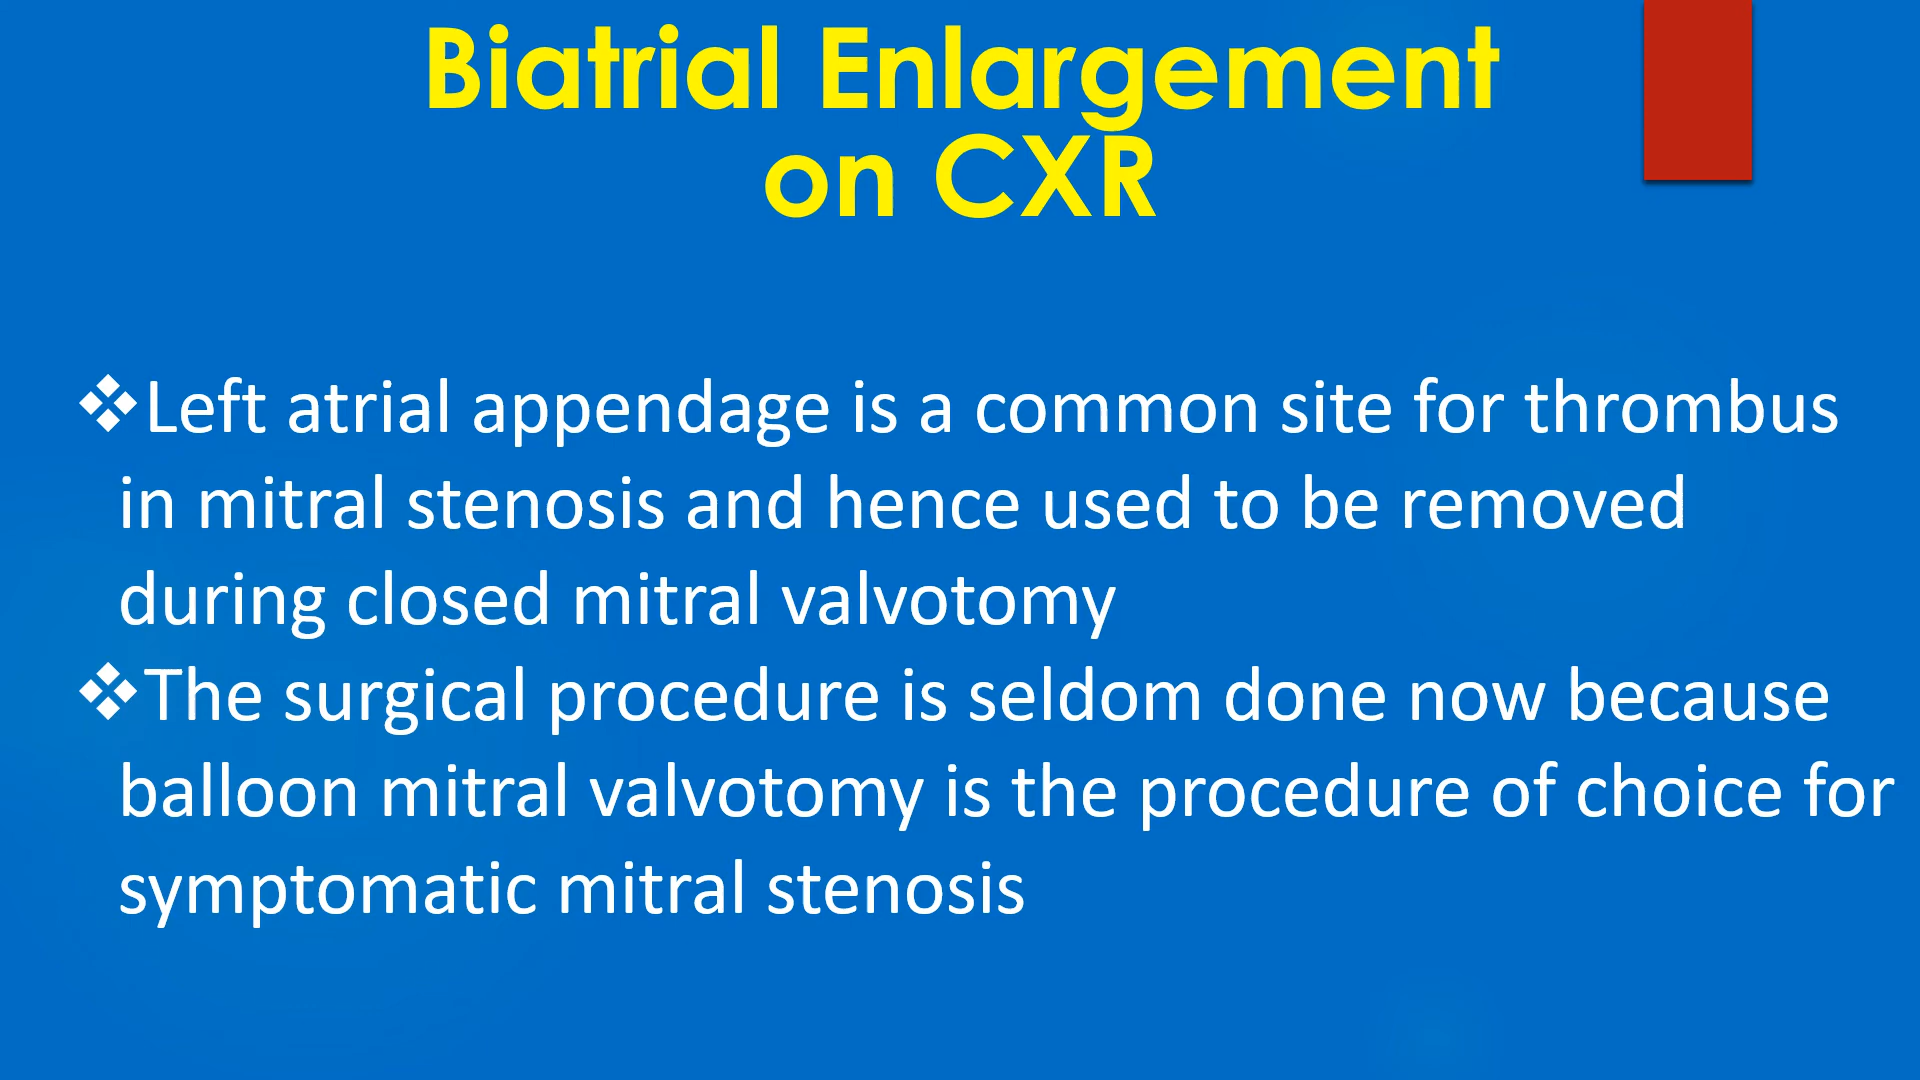 Biatrial Enlargement
on CXR
❖Left atrial appendage is a common site for thrombus
in mitral stenosis and hence used to be removed
during closed mitral valvotomy
❖The surgical procedure is seldom done now because
balloon mitral valvotomy is the procedure of choice for
symptomatic mitral stenosis